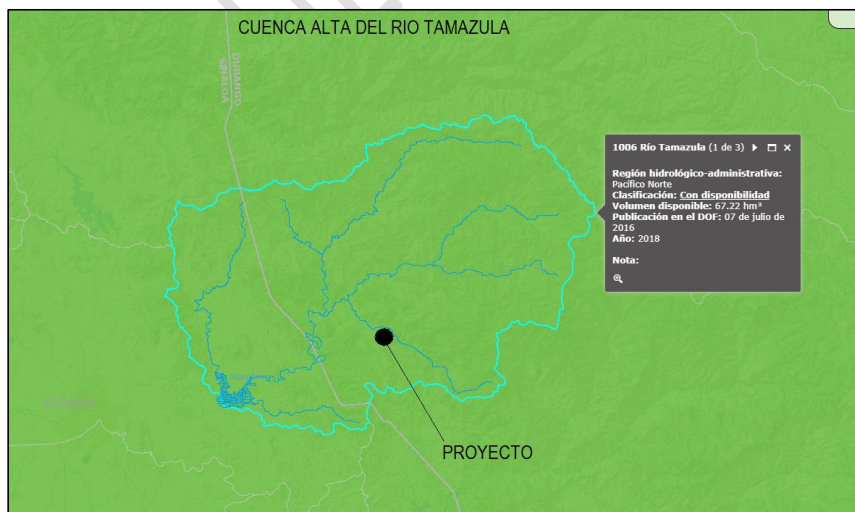 CUENCA ALTA DEL RIO TAMAZULA
DURANGO
SINALOA
1006 Río Tamazula (1 de 3)
Región hidrológico-administrativa:
Pacífico Norte
Clasificación: Con disponibilidad
Volumen disponible: 67.22 hm³
Publicación en el DOF: 07 de julio de
2016
Año: 2018
Nota:
PROYECTO